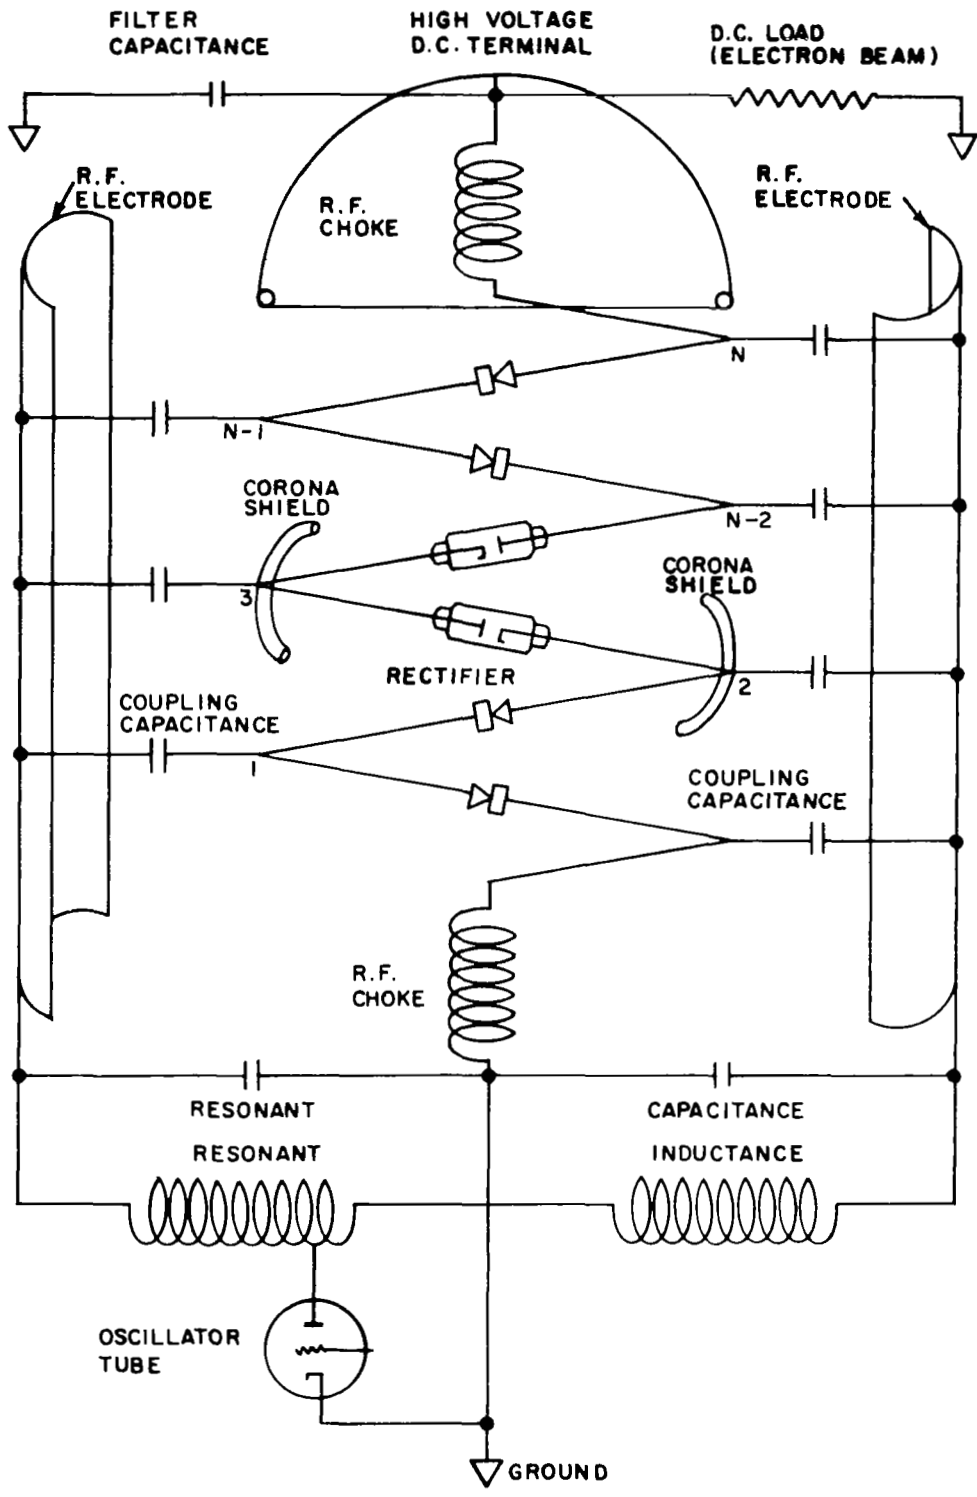 FILTER
CAPACITANCE
HIGH VOLTAGE
D.C. TERMINAL
D.C. LOAD
(ELECTRON BEAM)
R.F.
ELECTRODE
R.F.
CHOKE
R.F.
ELECTRODE
N
N-1
CORONA
SHIELD
N-2
CORONA
SHIELD
3
RECTIFIER
2
COUPLING
CAPACITANCE
1
COUPLING
CAPACITANCE
R.F.
CHOKE
RESONANT
CAPACITANCE
RESONANT
INDUCTANCE
OSCILLATOR
TUBE
GROUND